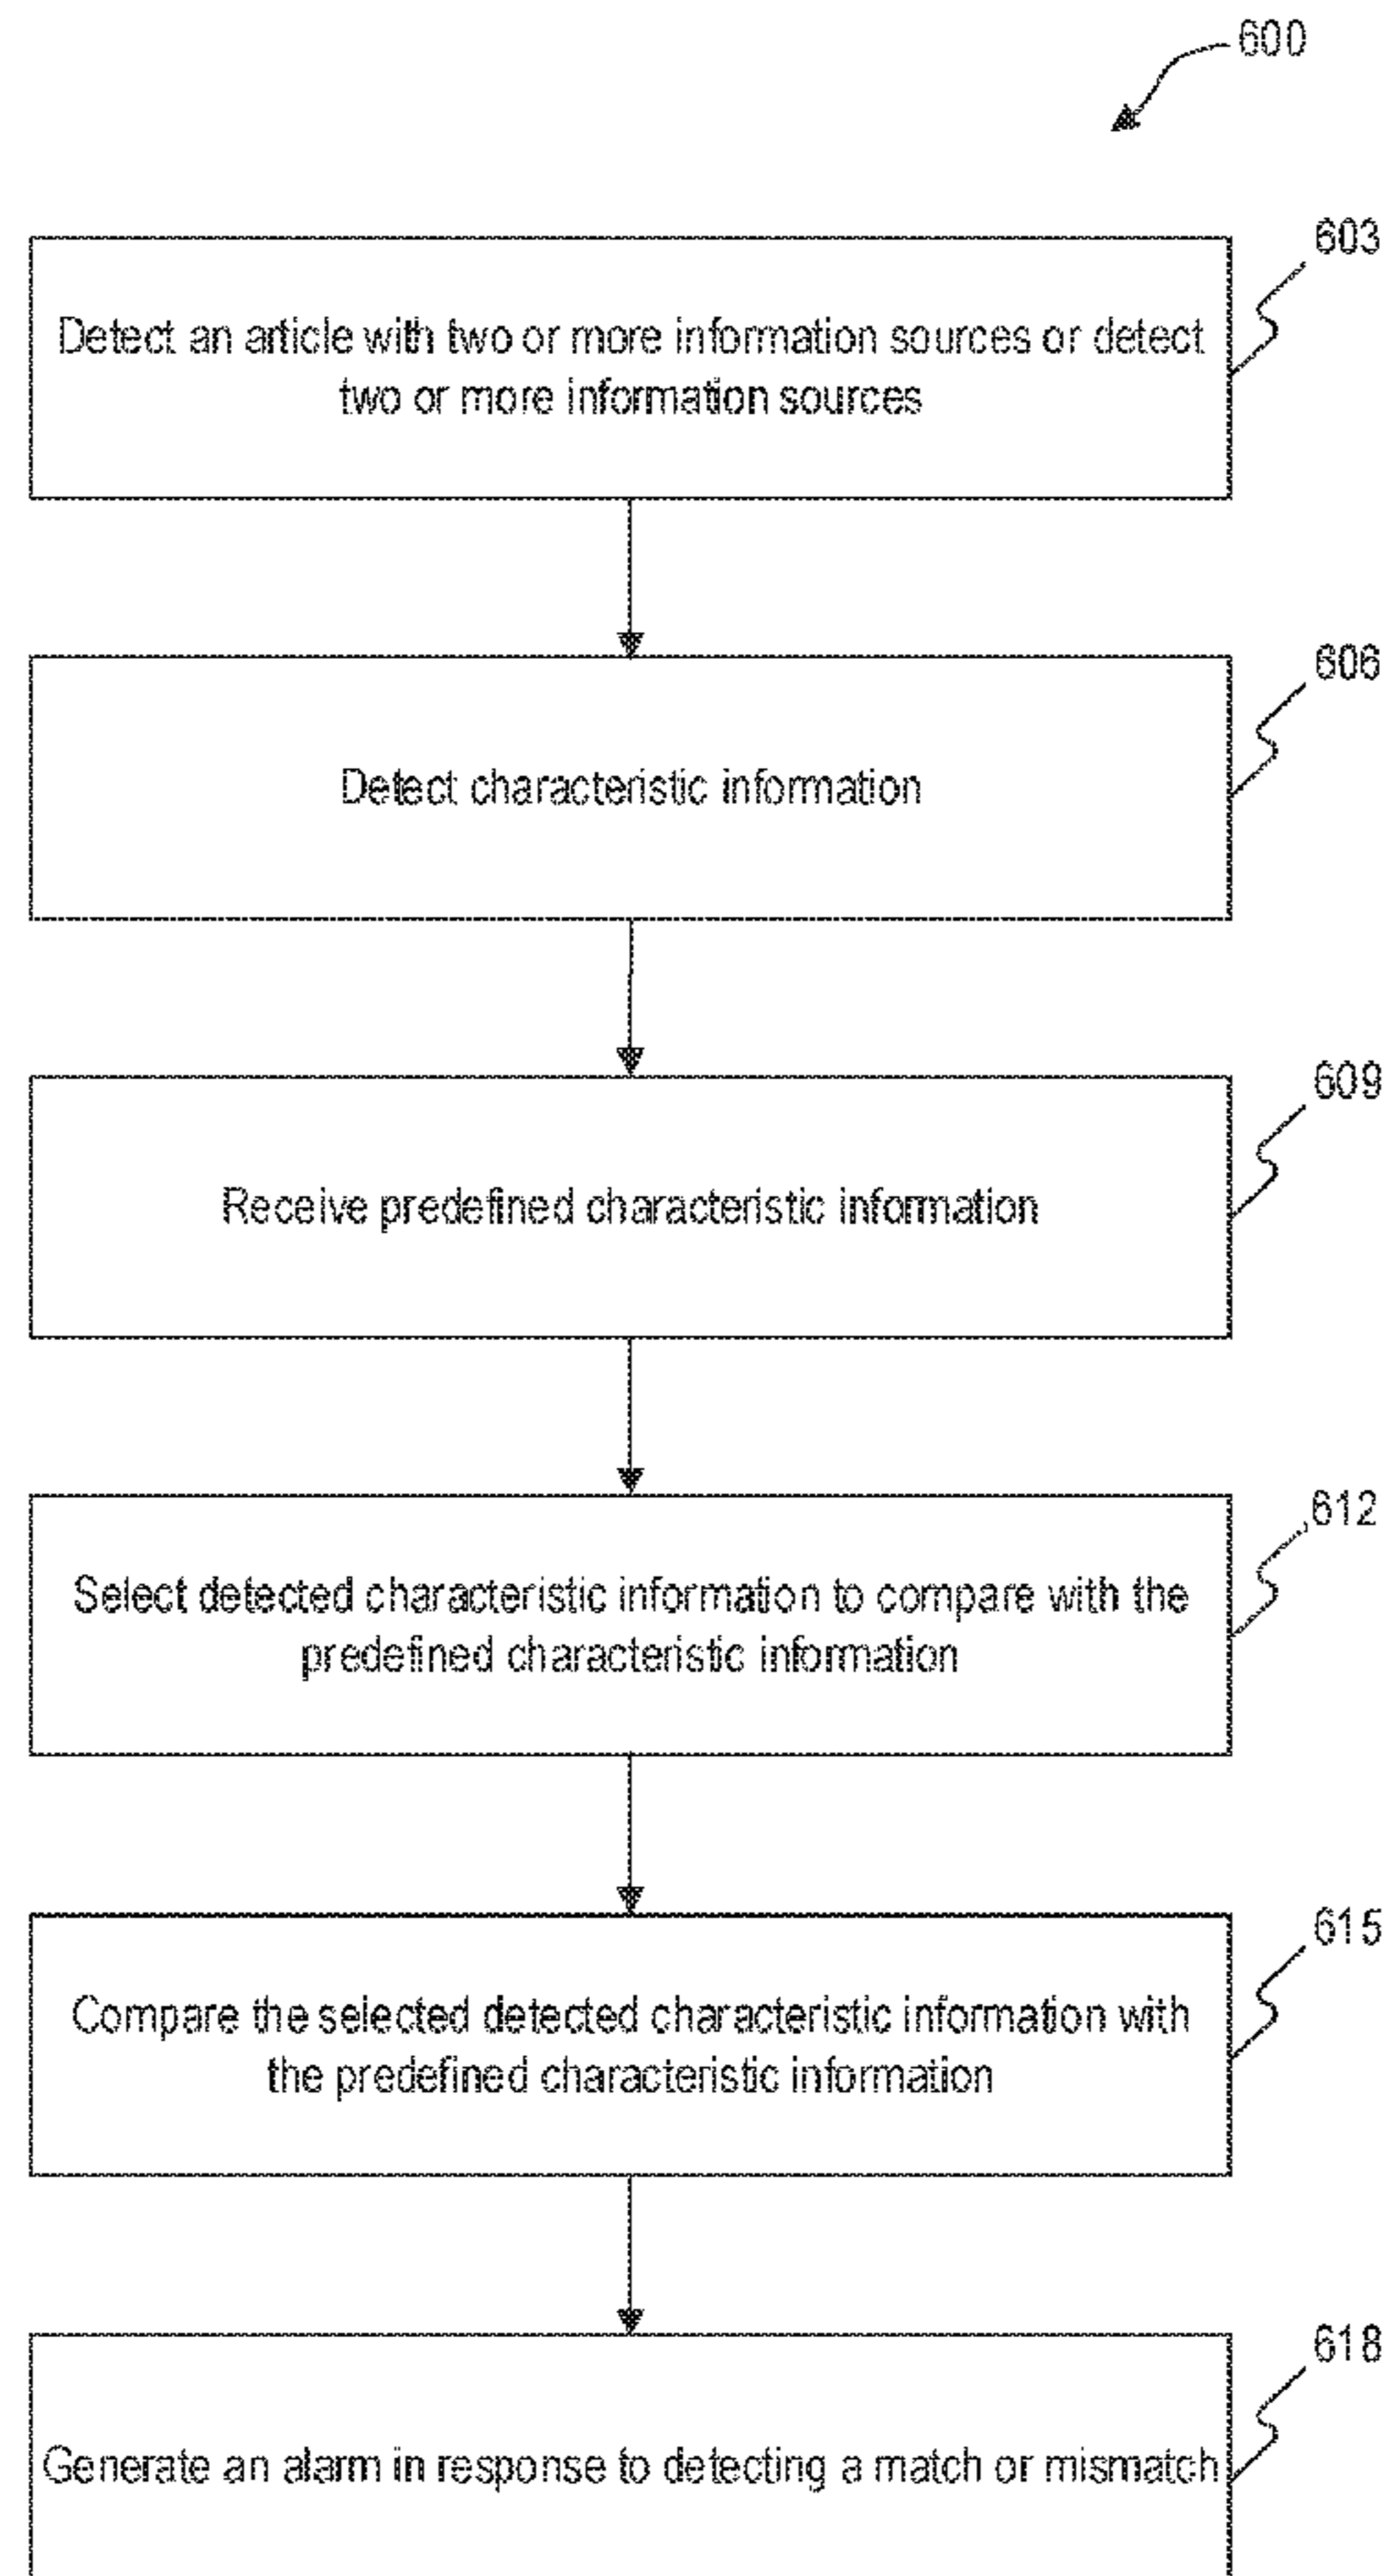 600
603
Detect an article with two or more information sources or detect
two or more information sources
606
Detect characteristic information
609
Receive predefined characteristic information
612
Select detected characteristic information to compare with the
predefined characteristic information
615
Compare the selected detected characteristic information with
the predefined characteristic information
618
Generate an alarm in response to detecting a match or mismatch